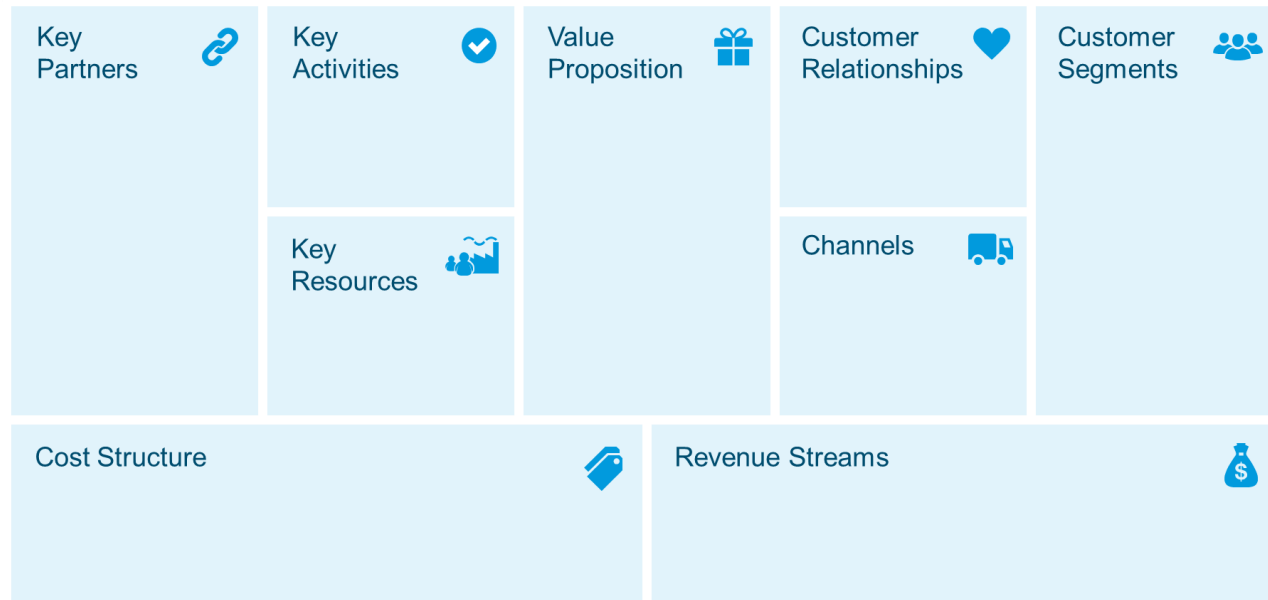 Key
Partners
Key
Activities
Value
Proposition
Customer
Relationships
Customer
Segments
Key
Resources
Channels
Cost Structure
Revenue Streams
$